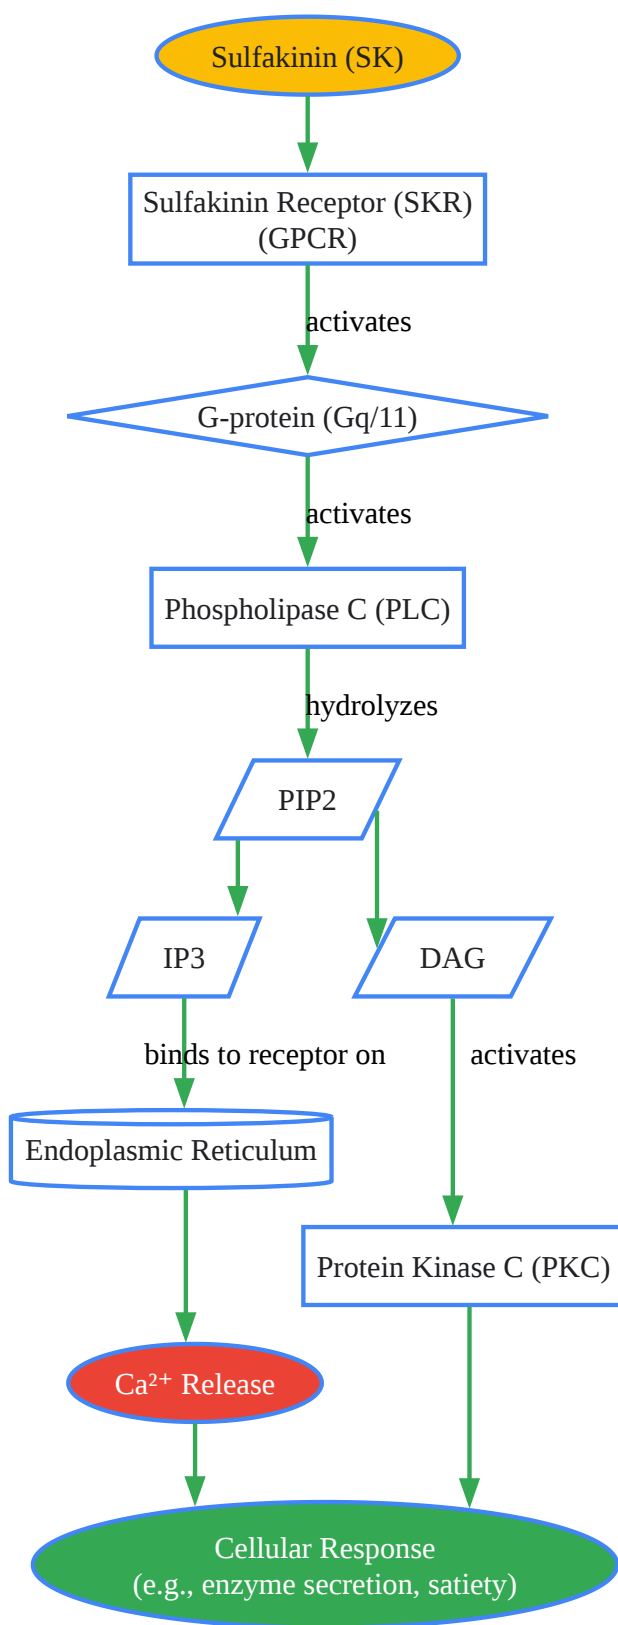 Sulfakinin (SK)
Sulfakinin Receptor (SKR)
(GPCR)
activates
G-protein (Gq/11)
activates
Phospholipase C (PLC)
hydrolyzes
PIP2
IP3
DAG
binds to receptor on
activates
Endoplasmic Reticulum
Protein Kinase C (PKC)
Ca²⁺ Release
Cellular Response
(e.g., enzyme secretion, satiety)